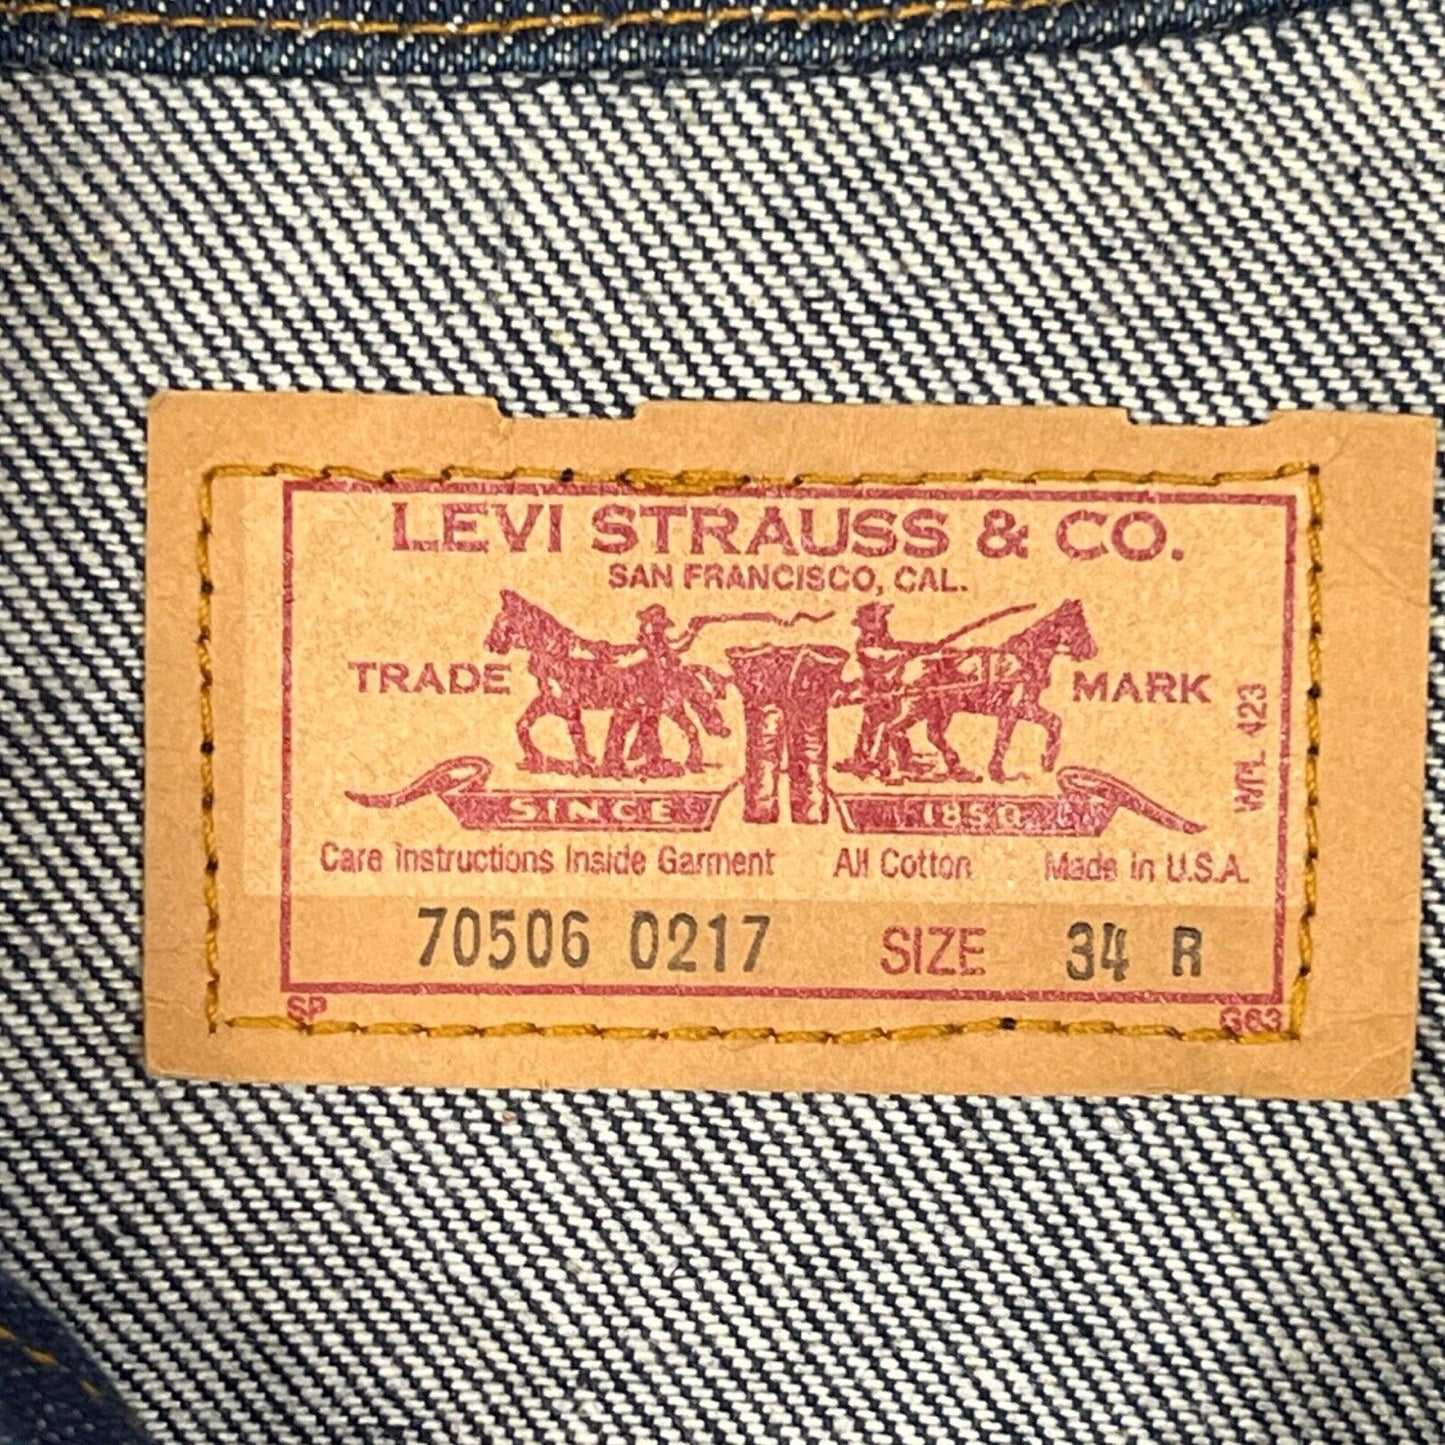 LEVI STRAUSS & CO.
SAN FRANCISCO, CAL.
TRADE MARK
SINCE 1850
WPL 423
Care Instructions Inside Garment All Cotton Made in U.S.A.
70506 0217 SIZE 34 R
SP G63